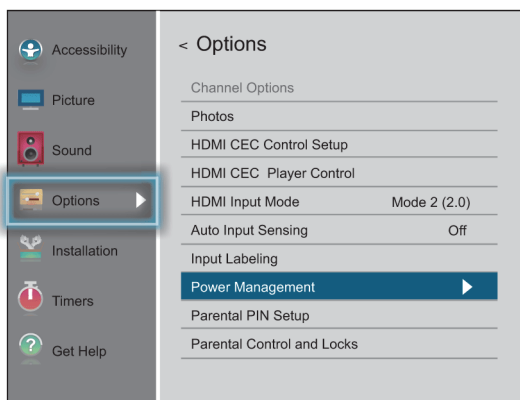 Accessibility
Picture
Sound
Options
Installation
Timers
? Get Help
< Options
Channel Options
Photos
HDMI CEC Control Setup
HDMI CEC Player Control
HDMI Input Mode Mode 2 (2.0)
Auto Input Sensing Off
Input Labeling
Power Management
Parental PIN Setup
Parental Control and Locks